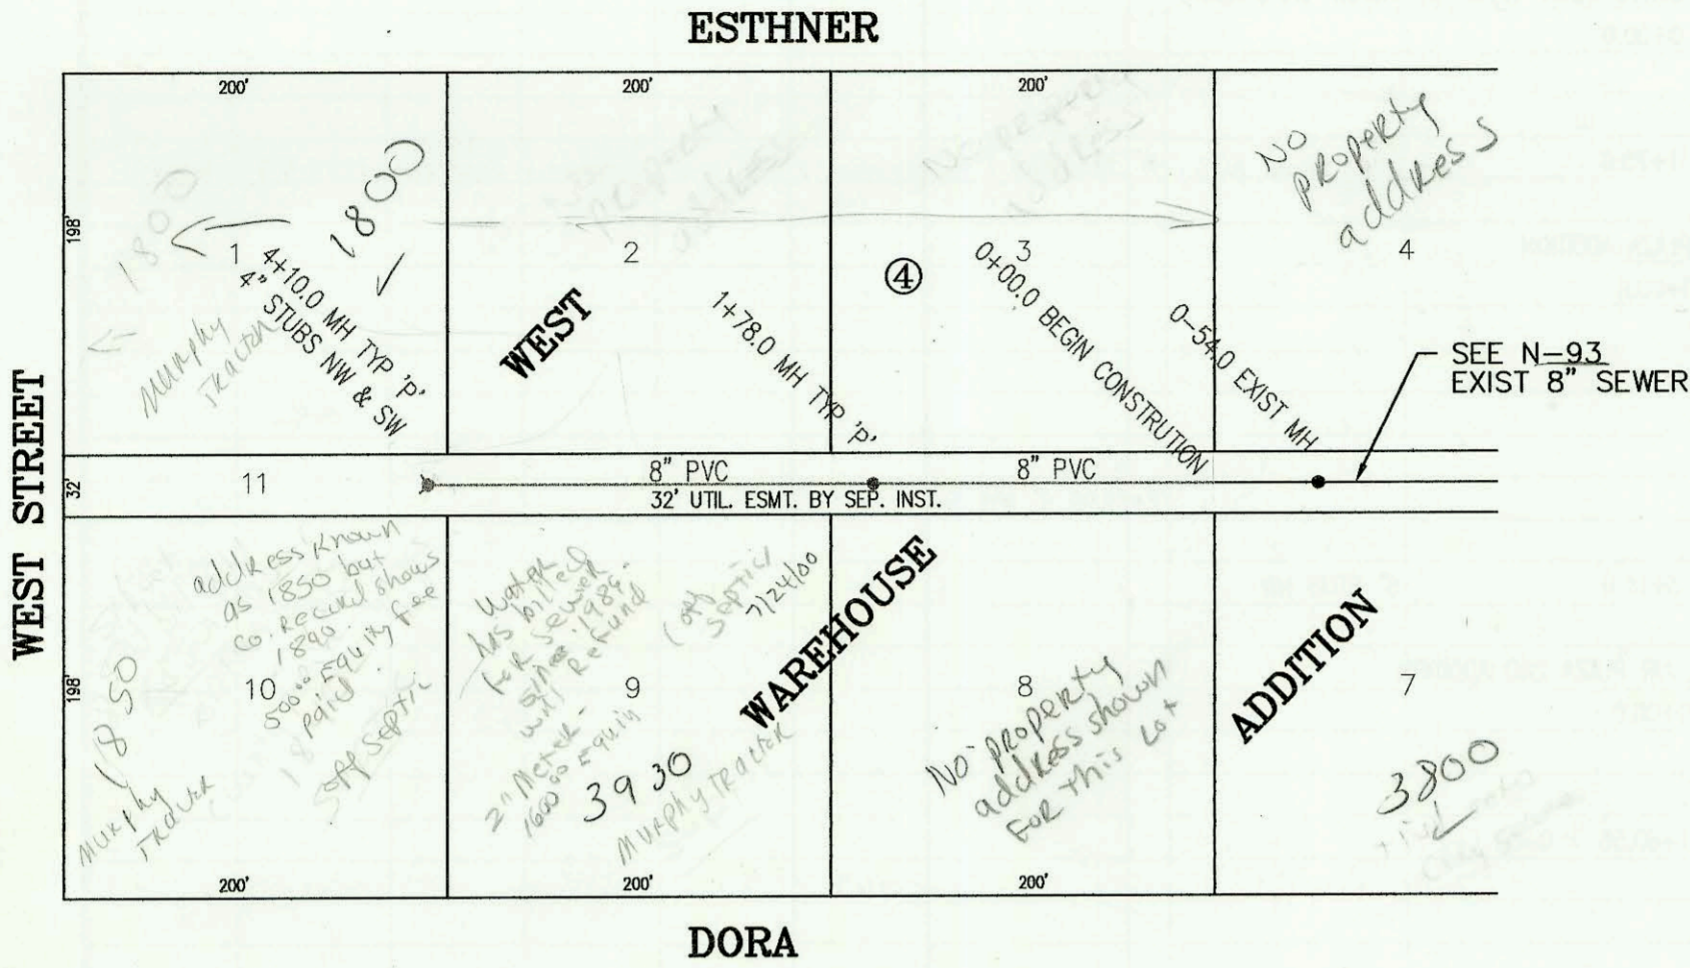 ESTHNER
200'
200'
200'
198'
1800
1800
1
4+10.0 MH TYP 'P'
4" STUBS NW & SW
Murphy
Tractor
property
address
2
WEST
1+78.0 MH TYP 'P'
No property
address
④
3
0+00.0 BEGIN CONSTRUTION
No
property
address
4
0-54.0 EXIST MH
SEE N-93
EXIST 8" SEWER
WEST STREET
32'
11
8" PVC
8" PVC
32' UTIL. ESMT. BY SEP. INST.
198'
address known
as 1850 but
co. record shows
1890.
500.00 Equity fee
paid
off septic
10
1850
Murphy
Tractor
200'
Water
has billed
for sewer
since 1989.
will Refund
2" Meter -
1600.00 Equity
septic)
7/24/00
9
3930
Murphy Tractor
200'
WAREHOUSE
8
No property
address shown
for this Lot
200'
ADDITION
7
3800
DORA